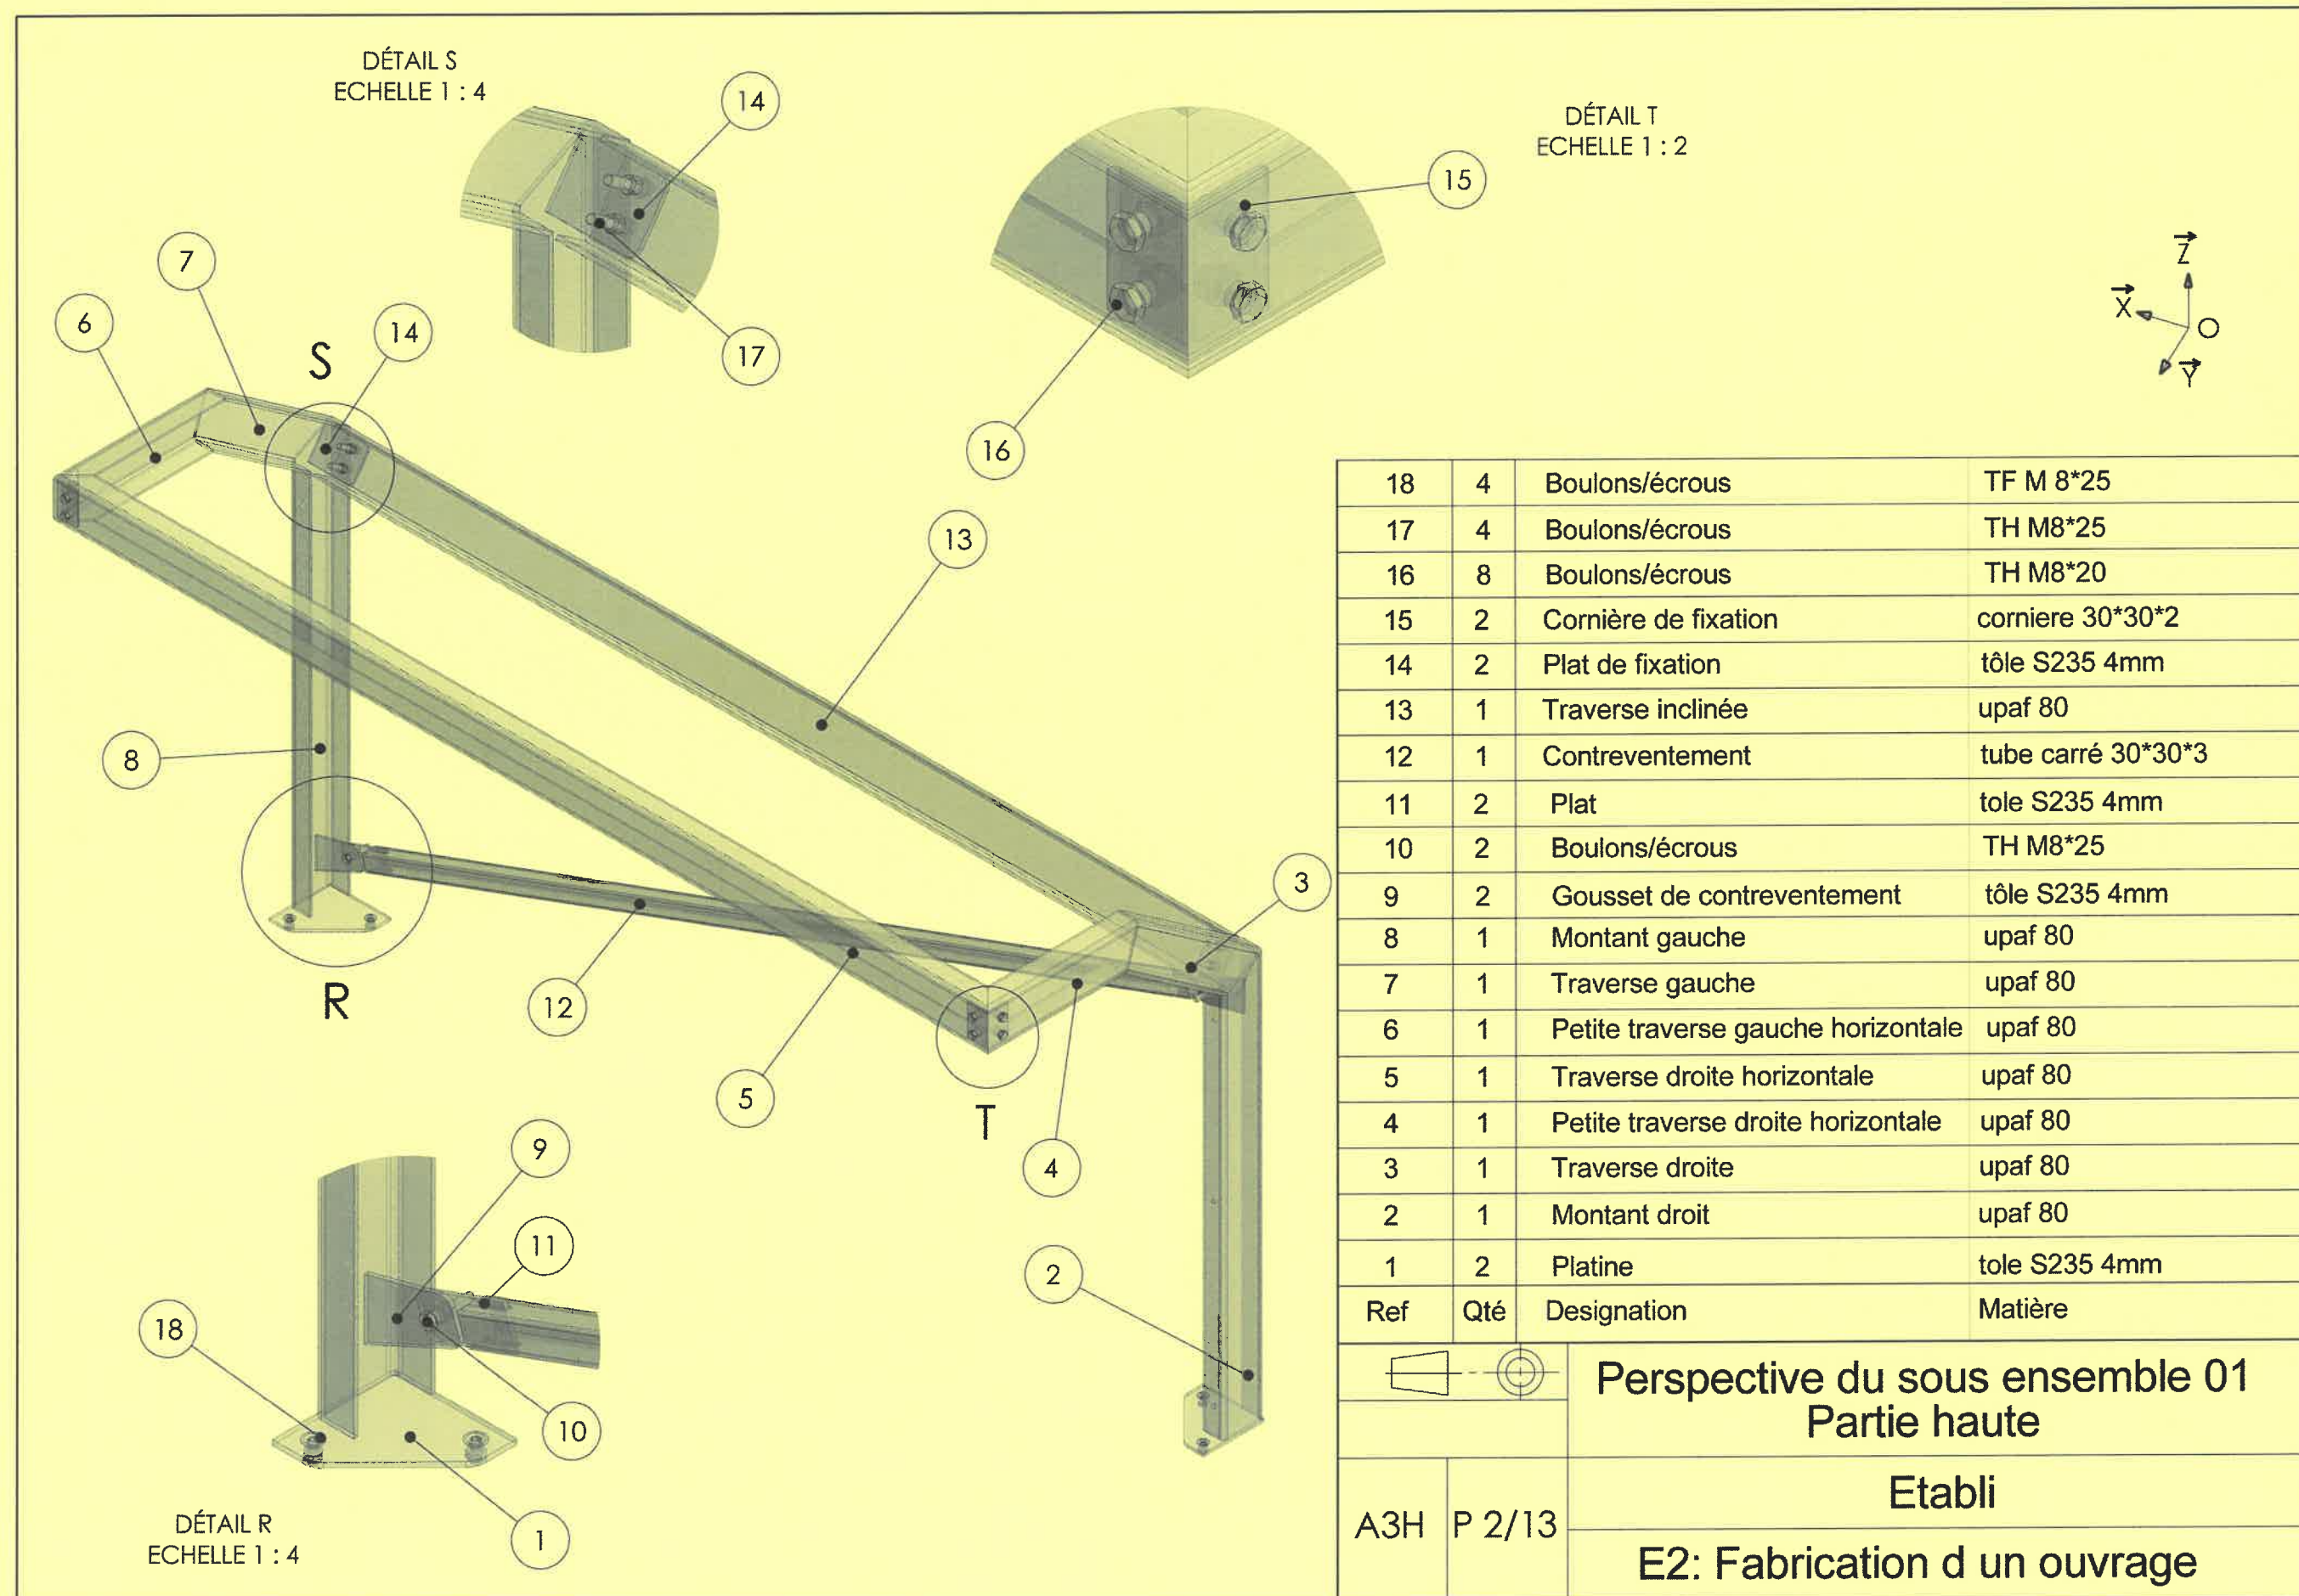 DÉTAIL S
ECHELLE 1 : 4
14
DÉTAIL T
ECHELLE 1 : 2
15
16
17
Z
X
O
Y
7
6
14
S
13
8
3
12
R
5
T
4
9
11
2
18
10
1
DÉTAIL R
ECHELLE 1 : 4
18 4 Boulons/écrous TF M 8*25
17 4 Boulons/écrous TH M8*25
16 8 Boulons/écrous TH M8*20
15 2 Cornière de fixation corniere 30*30*2
14 2 Plat de fixation tôle S235 4mm
13 1 Traverse inclinée upaf 80
12 1 Contreventement tube carré 30*30*3
11 2 Plat tole S235 4mm
10 2 Boulons/écrous TH M8*25
9 2 Gousset de contreventement tôle S235 4mm
8 1 Montant gauche upaf 80
7 1 Traverse gauche upaf 80
6 1 Petite traverse gauche horizontale upaf 80
5 1 Traverse droite horizontale upaf 80
4 1 Petite traverse droite horizontale upaf 80
3 1 Traverse droite upaf 80
2 1 Montant droit upaf 80
1 2 Platine tole S235 4mm
Ref Qté Designation Matière
Perspective du sous ensemble 01
Partie haute
Etabli
A3H P 2/13
E2: Fabrication d un ouvrage